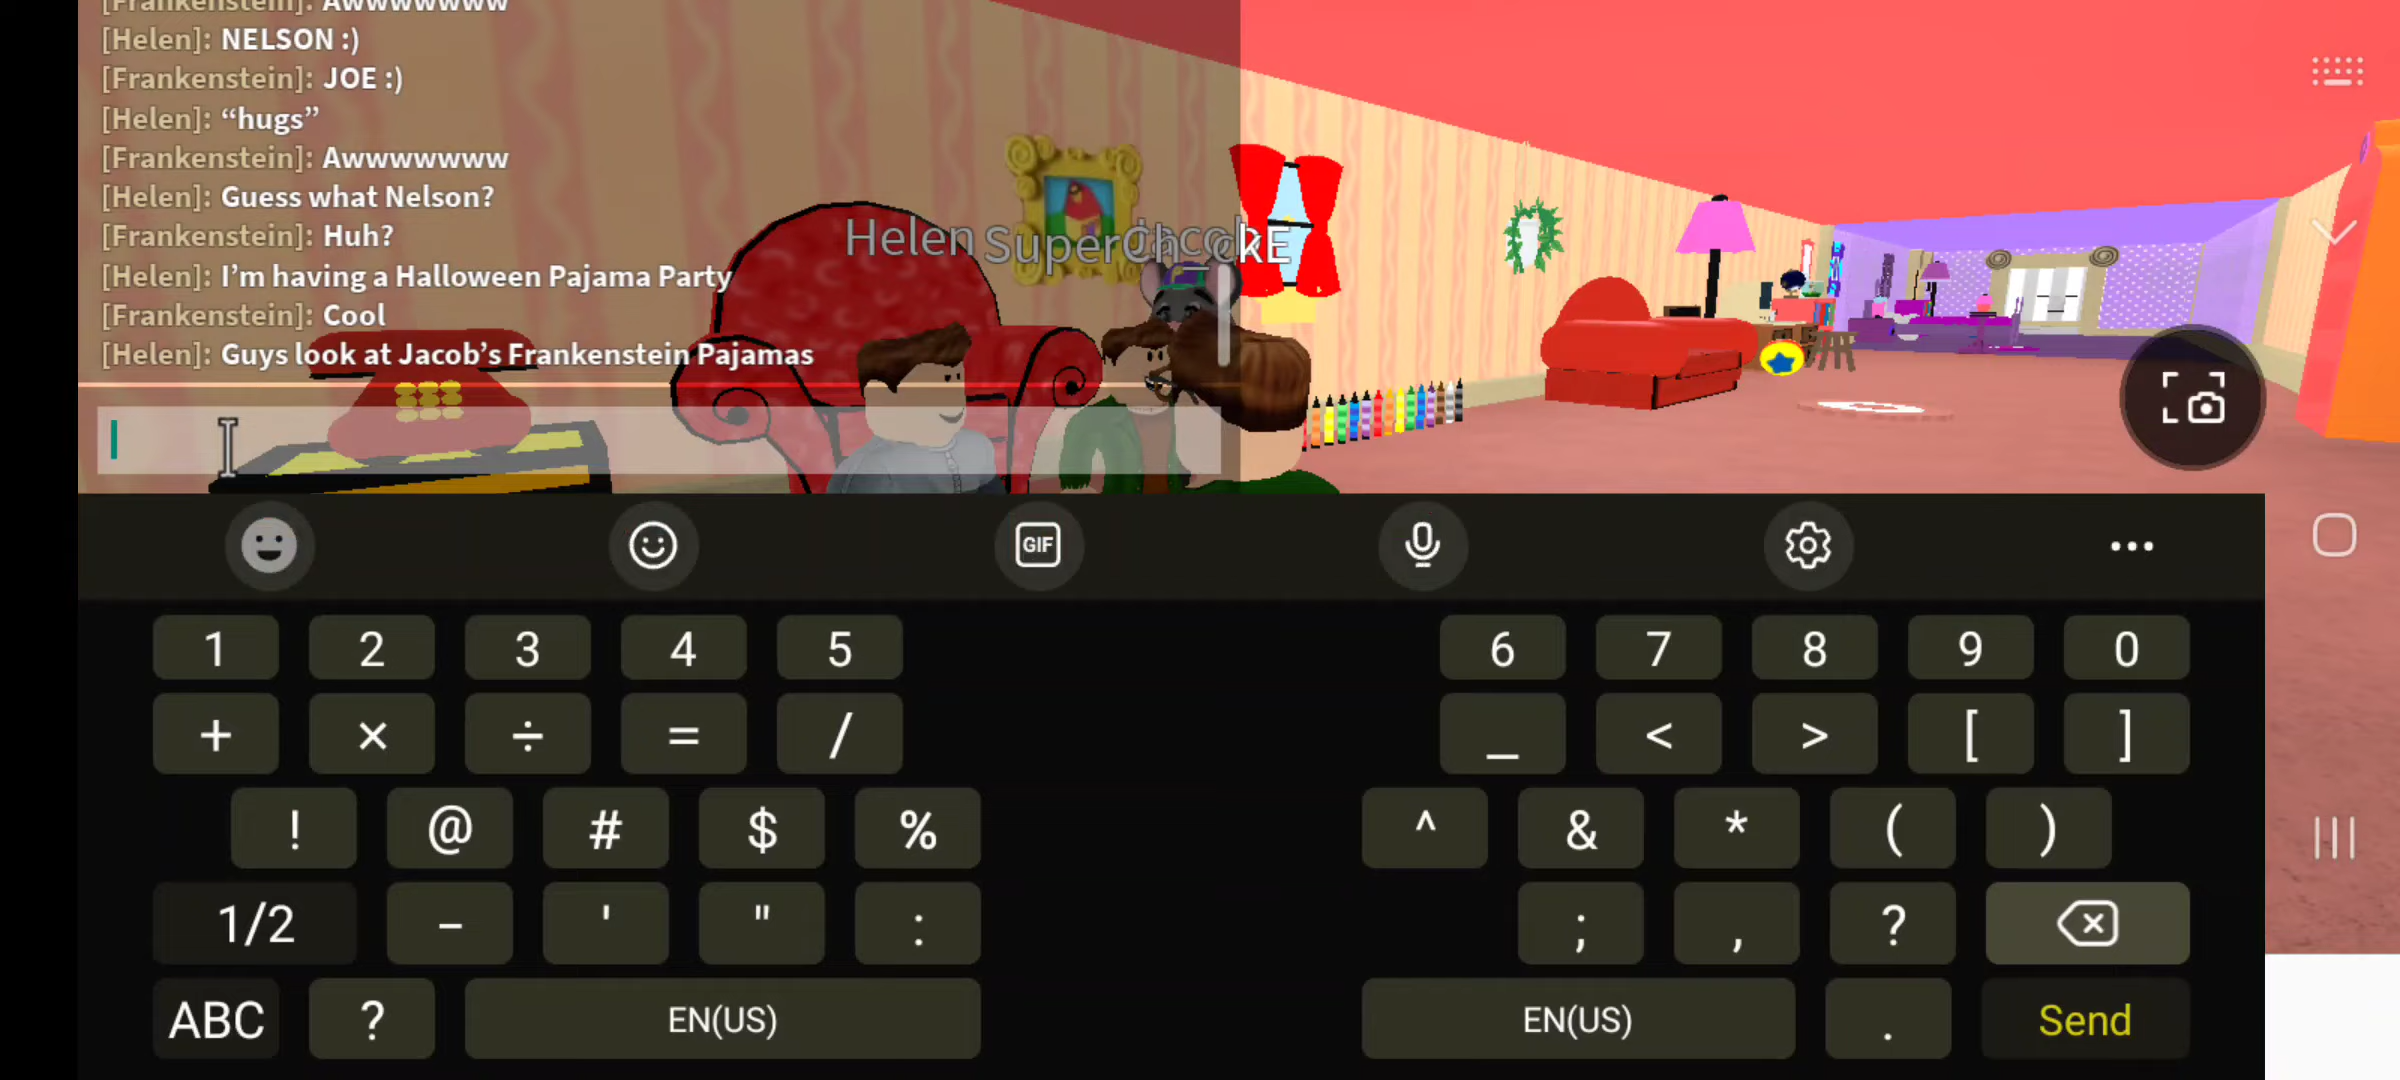 [Frankenstein]: Awwwwwww
[Helen]: NELSON :)
[Frankenstein]: JOE :)
[Helen]: “hugs”
[Frankenstein]: Awwwwwww
[Helen]: Guess what Nelson?
[Frankenstein]: Huh?
[Helen]: I’m having a Halloween Pajama Party
[Frankenstein]: Cool
[Helen]: Guys look at Jacob’s Frankenstein Pajamas
Helen
GIF
1 2 3 4 5 6 7 8 9 0
+ × ÷ = / _ < > [ ]
! @ # $ % ^ & * ( )
1/2 - ' " : ; , ?
ABC ? EN(US) EN(US) . Send